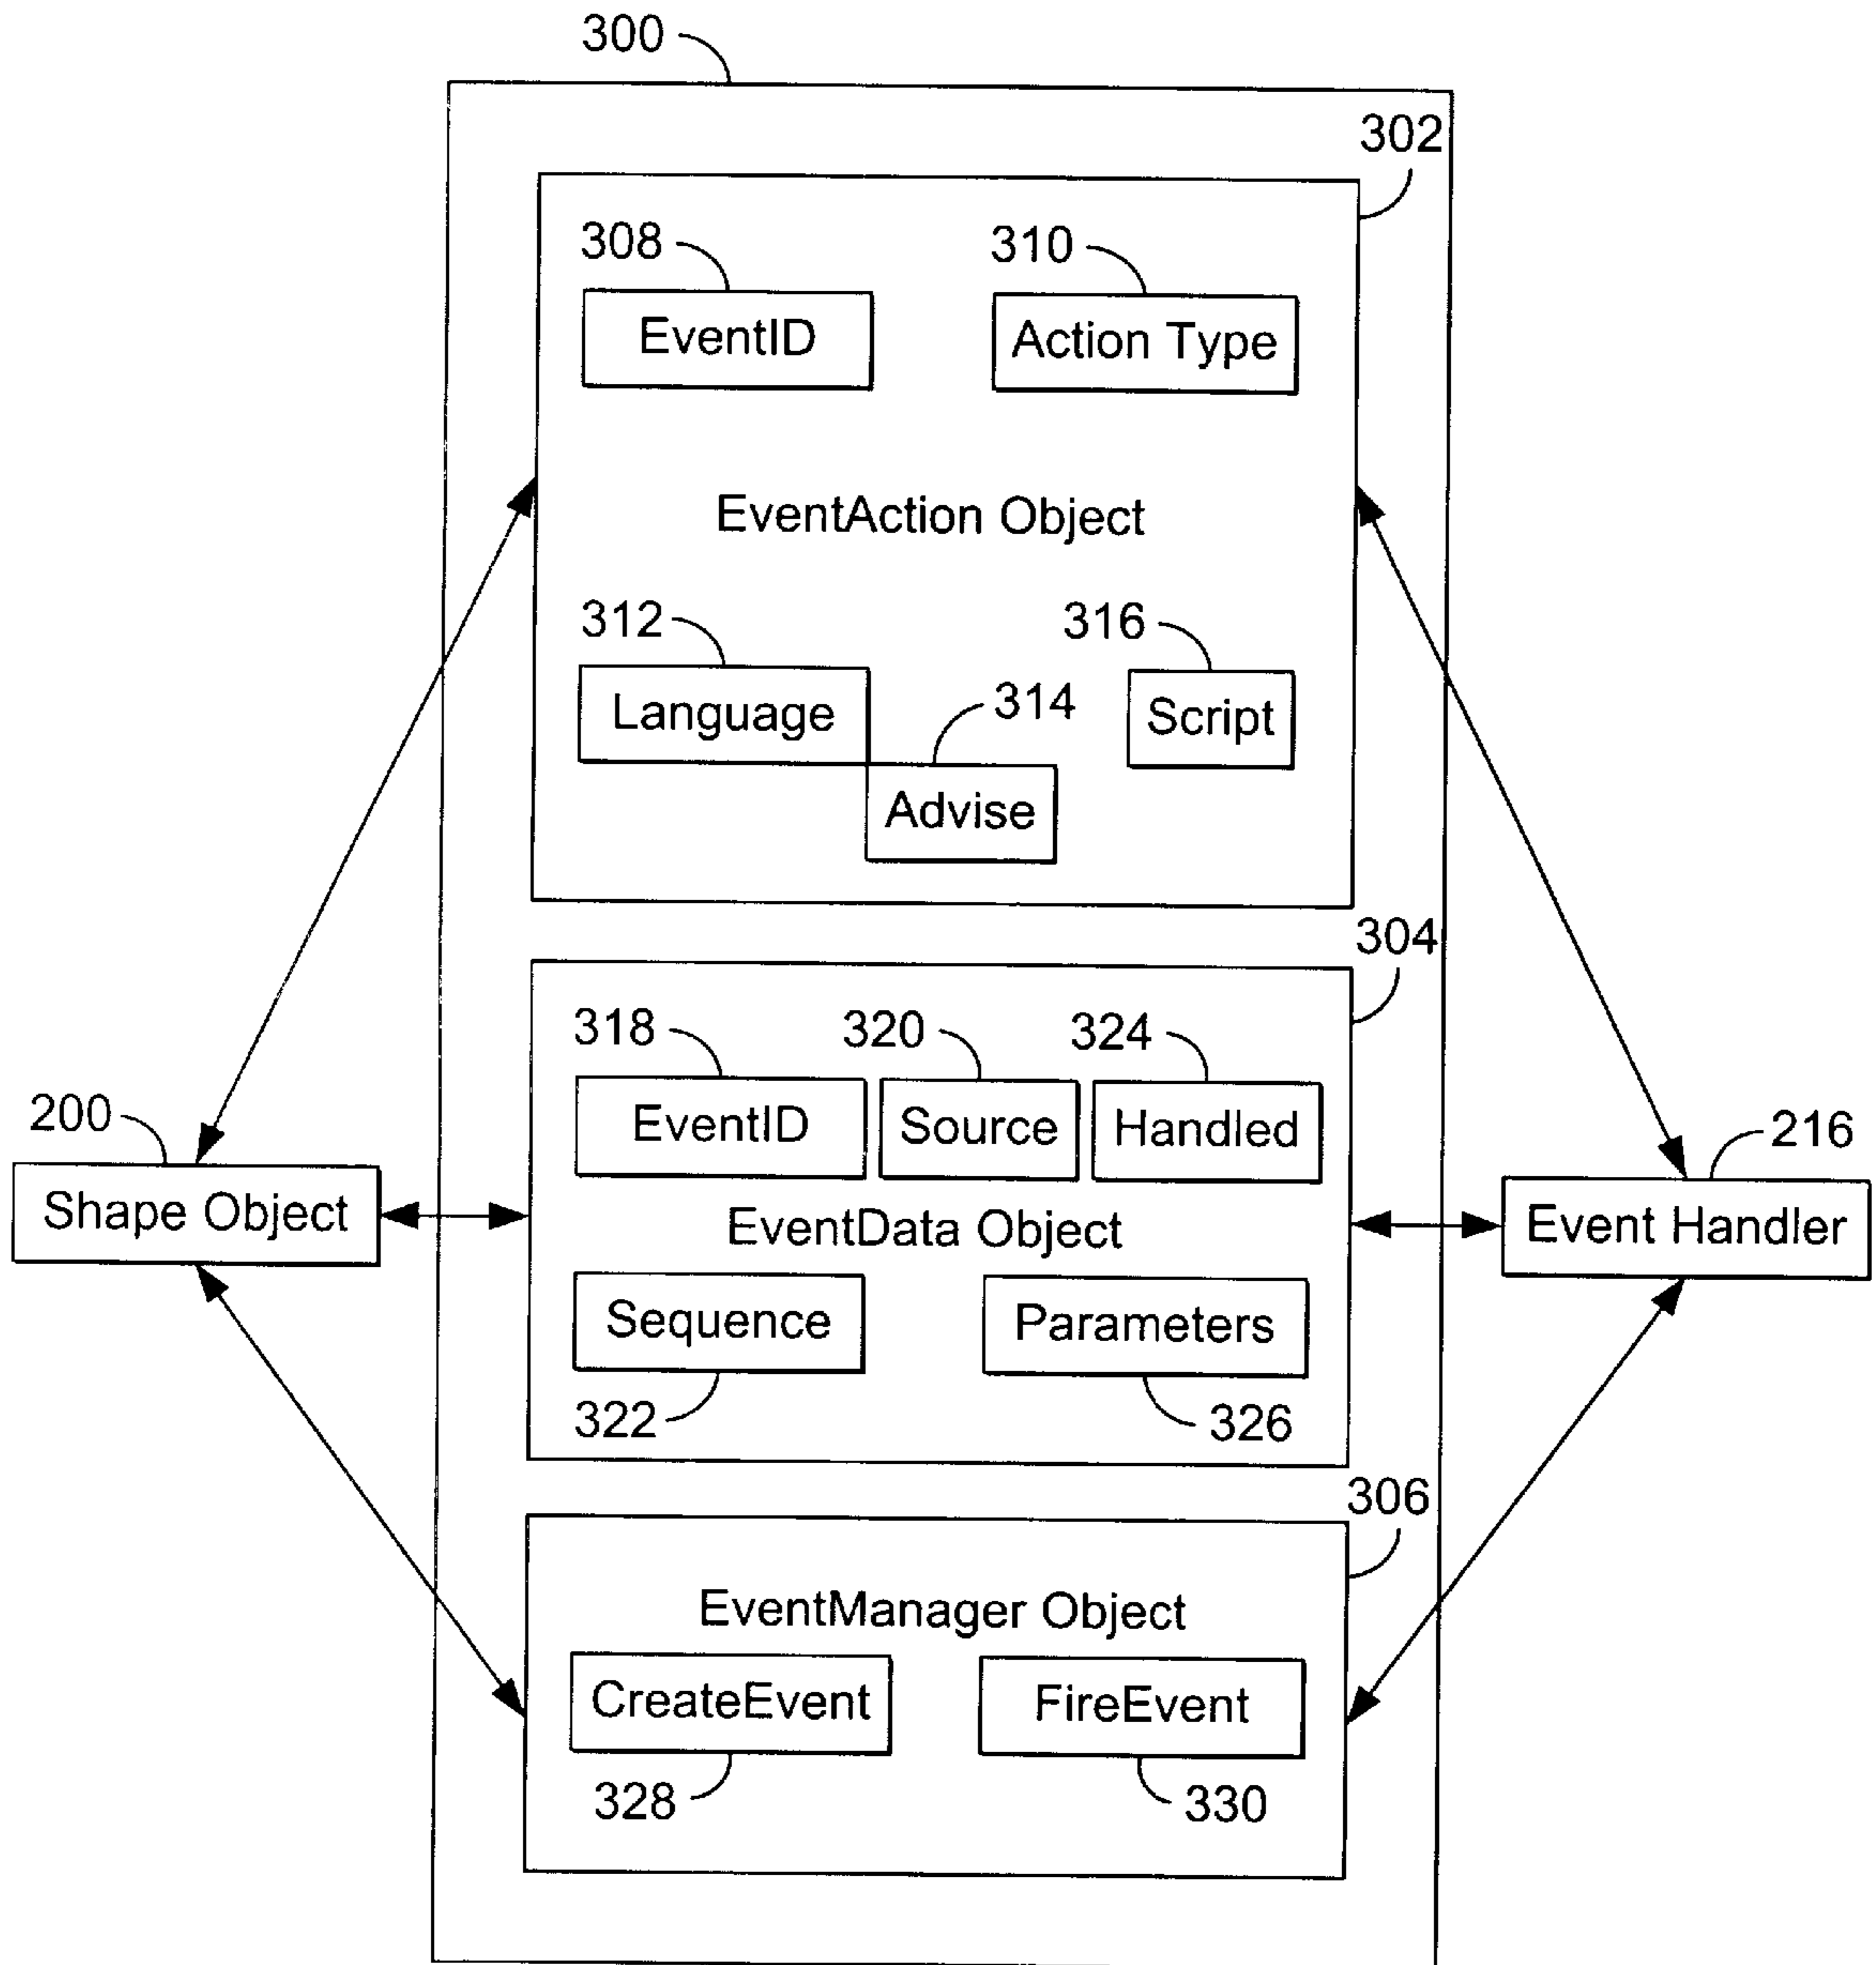 300
302
308
310
EventID
Action Type
EventAction Object
312
316
Language
314
Script
Advise
304
318
320
324
EventID
Source
Handled
200
216
Shape Object
EventData Object
Event Handler
Sequence
Parameters
322
326
306
EventManager Object
CreateEvent
FireEvent
328
330